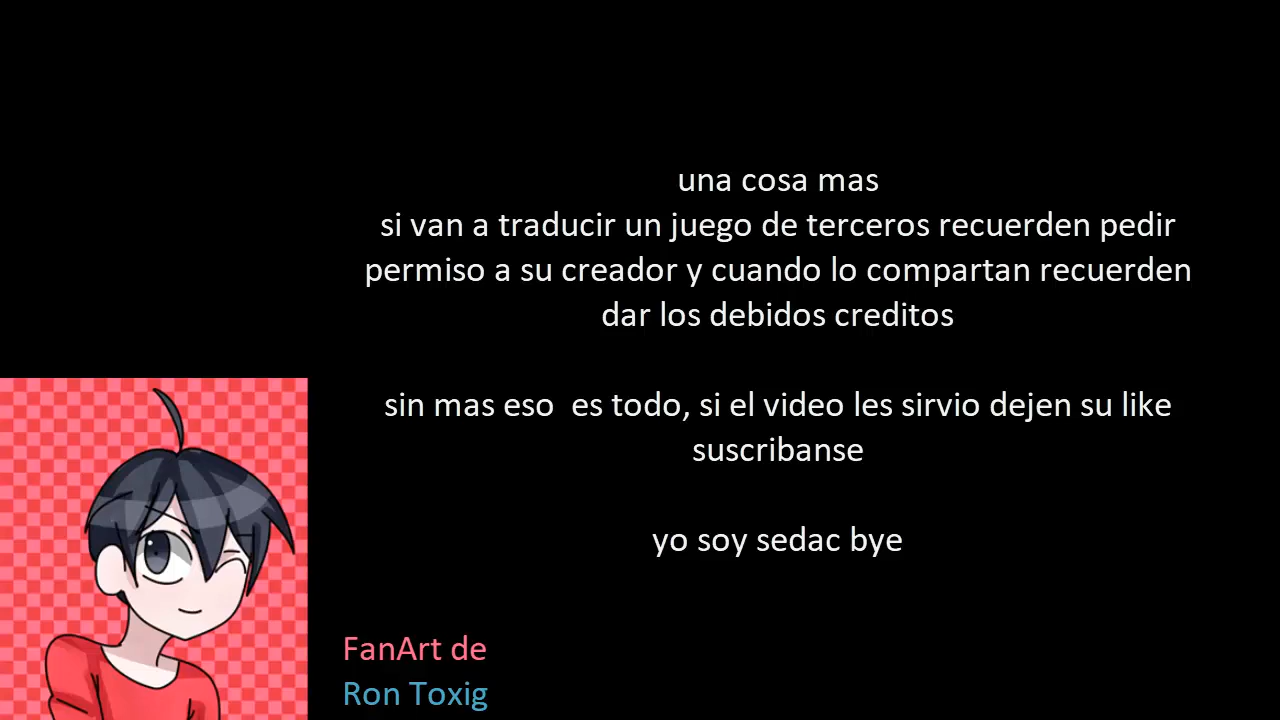 una cosa mas
si van a traducir un juego de terceros recuerden pedir
permiso a su creador y cuando lo compartan recuerden
dar los debidos creditos
sin mas eso  es todo, si el video les sirvio dejen su like
suscribanse
yo soy sedac bye
FanArt de
Ron Toxig